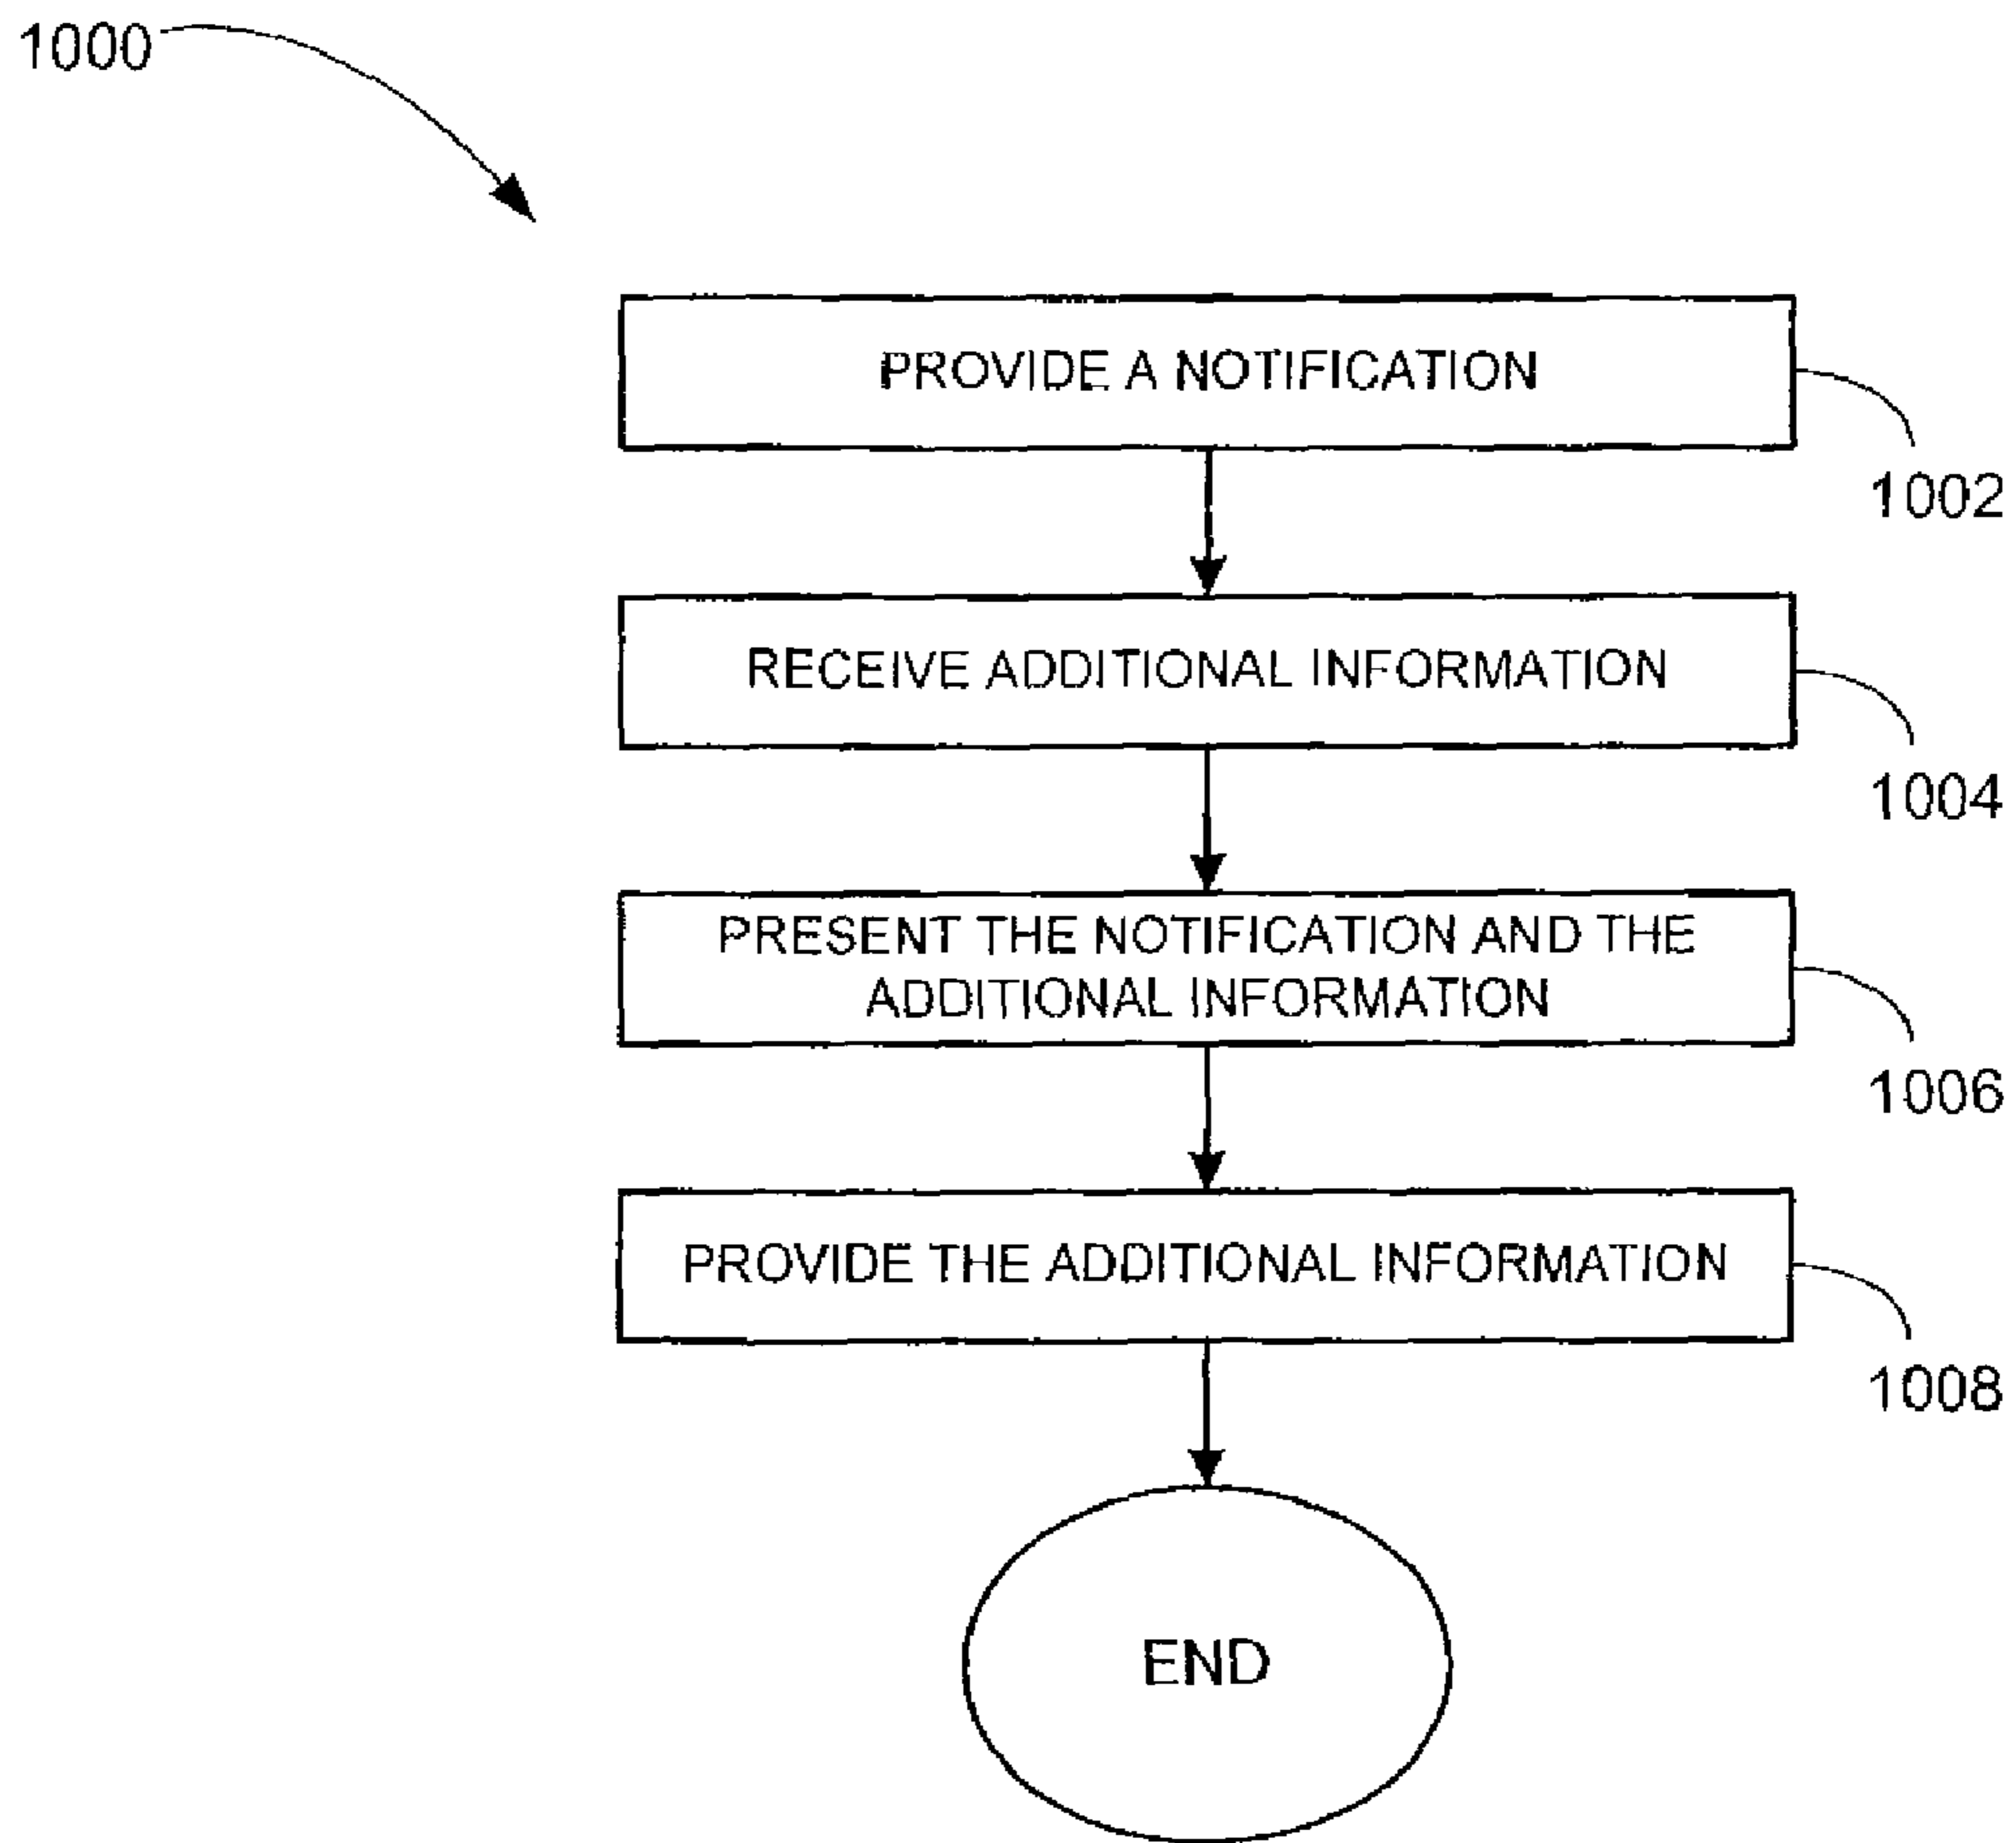 1000
PROVIDE A NOTIFICATION
1002
RECEIVE ADDITIONAL INFORMATION
1004
PRESENT THE NOTIFICATION AND THE
ADDITIONAL INFORMATION
1006
PROVIDE THE ADDITIONAL INFORMATION
1008
END